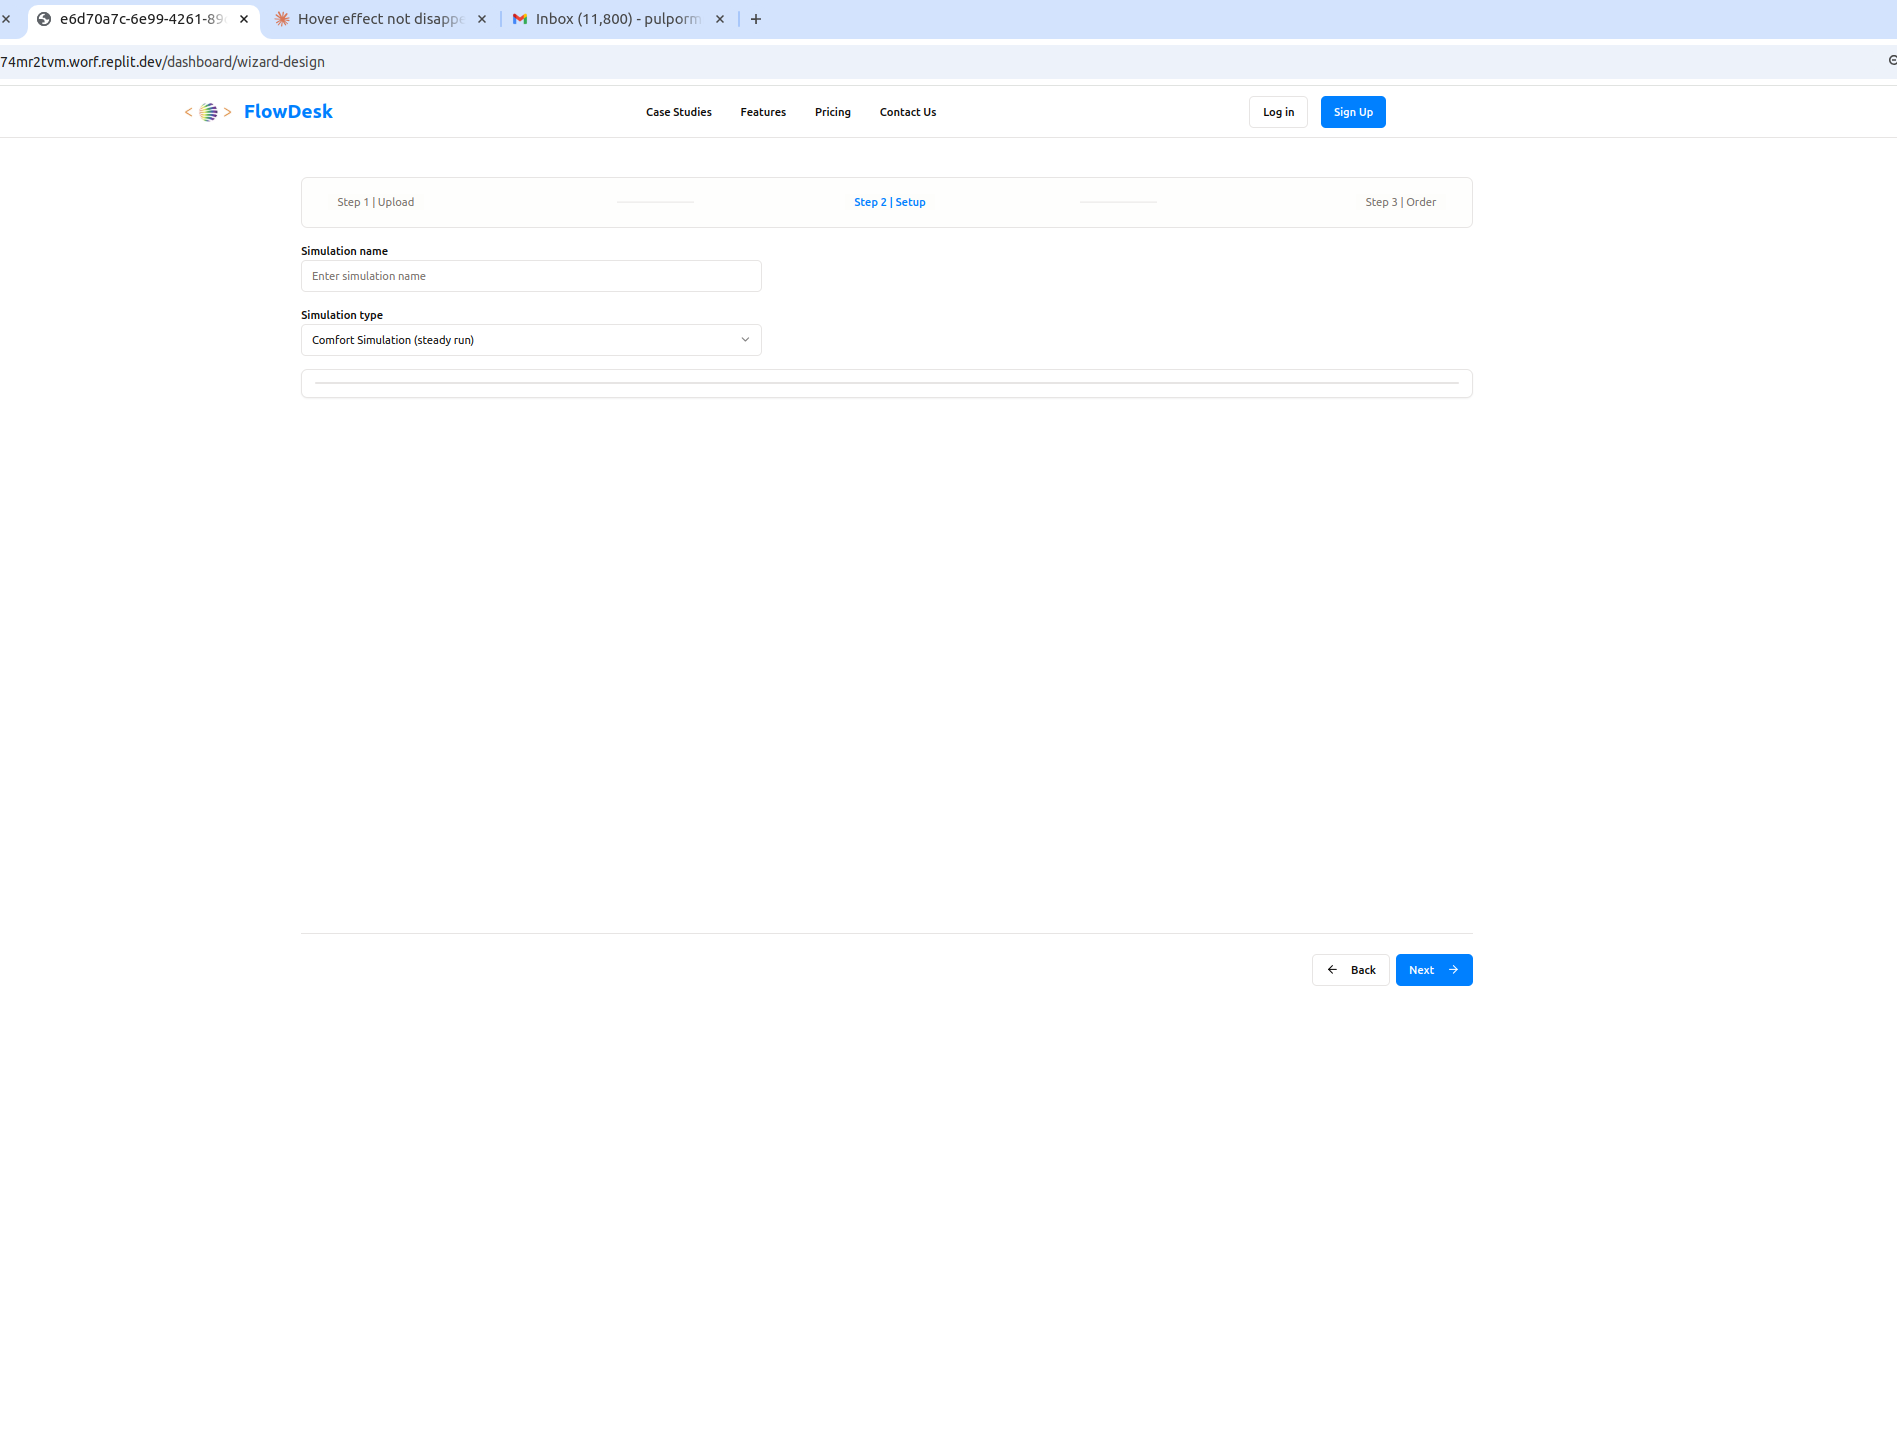 e6d70a7c-6e99-4261-89
Hover effect not disappe
Inbox (11,800) - pulporm
74mr2tvm.worf.replit.dev/dashboard/wizard-design
< > FlowDesk
Case Studies
Features
Pricing
Contact Us
Log in
Sign Up
Step 1 | Upload
Step 2 | Setup
Step 3 | Order
Simulation name
Enter simulation name
Simulation type
Comfort Simulation (steady run)
Back
Next